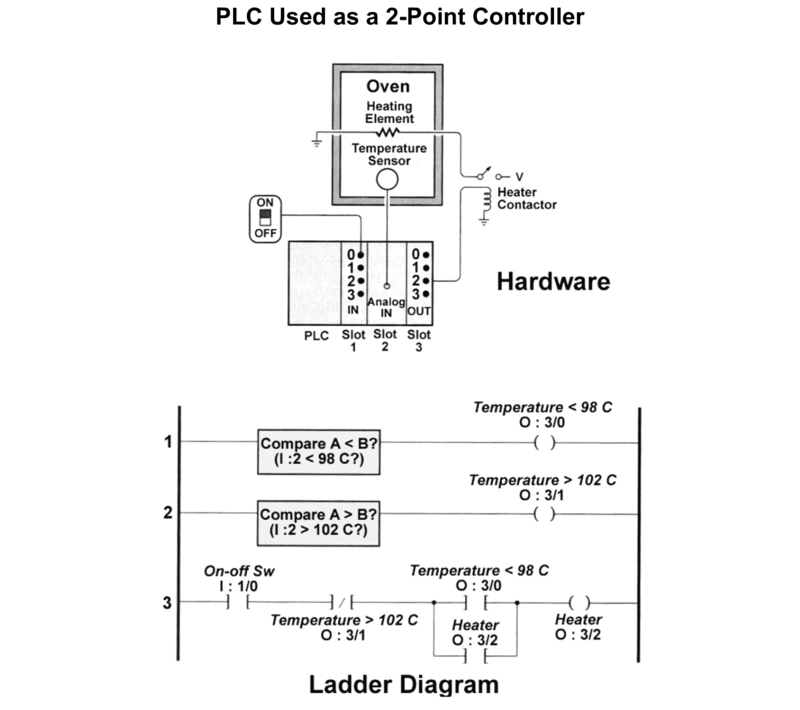 PLC Used as a 2-Point Controller
Oven
Heating
Element
Temperature
Sensor
V
Heater
Contactor
ON
OFF
0 0
1 1
2 2
3 3
IN Analog IN OUT
PLC Slot 1 Slot 2 Slot 3
Hardware
Temperature < 98 C
O : 3/0
1 Compare A < B? ( )
(I :2 < 98 C?)
Temperature > 102 C
O : 3/1
2 Compare A > B? ( )
(I :2 > 102 C?)
On-off Sw Temperature < 98 C
I : 1/0 O : 3/0
3 ( )
Temperature > 102 C Heater Heater
O : 3/1 O : 3/2 O : 3/2
Ladder Diagram